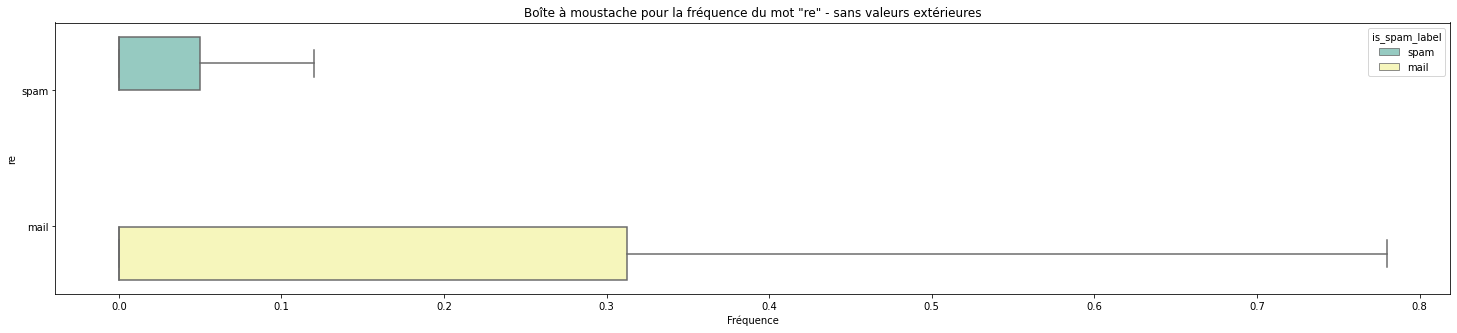 Boîte à moustache pour la fréquence du mot "re" - sans valeurs extérieures
is_spam_label
spam
mail
spam
re
mail
0.0 0.1 0.2 0.3 0.4 0.5 0.6 0.7 0.8
Fréquence